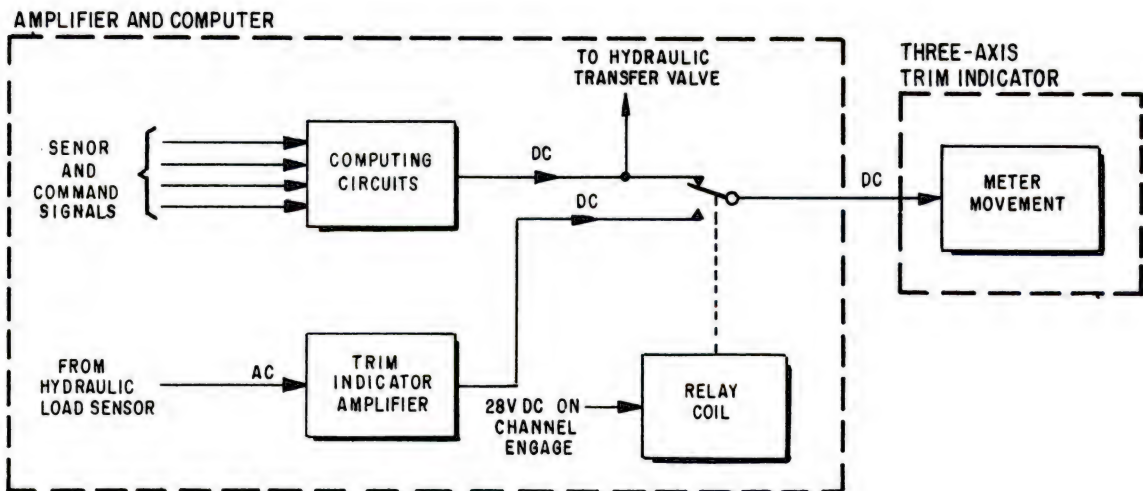 AMPLIFIER AND COMPUTER
TO HYDRAULIC
TRANSFER VALVE
THREE-AXIS
TRIM INDICATOR
SENOR
AND
COMMAND
SIGNALS
COMPUTING
CIRCUITS
DC
DC
DC
METER
MOVEMENT
FROM
HYDRAULIC
LOAD SENSOR
AC
TRIM
INDICATOR
AMPLIFIER
28V DC ON
CHANNEL
ENGAGE
RELAY
COIL